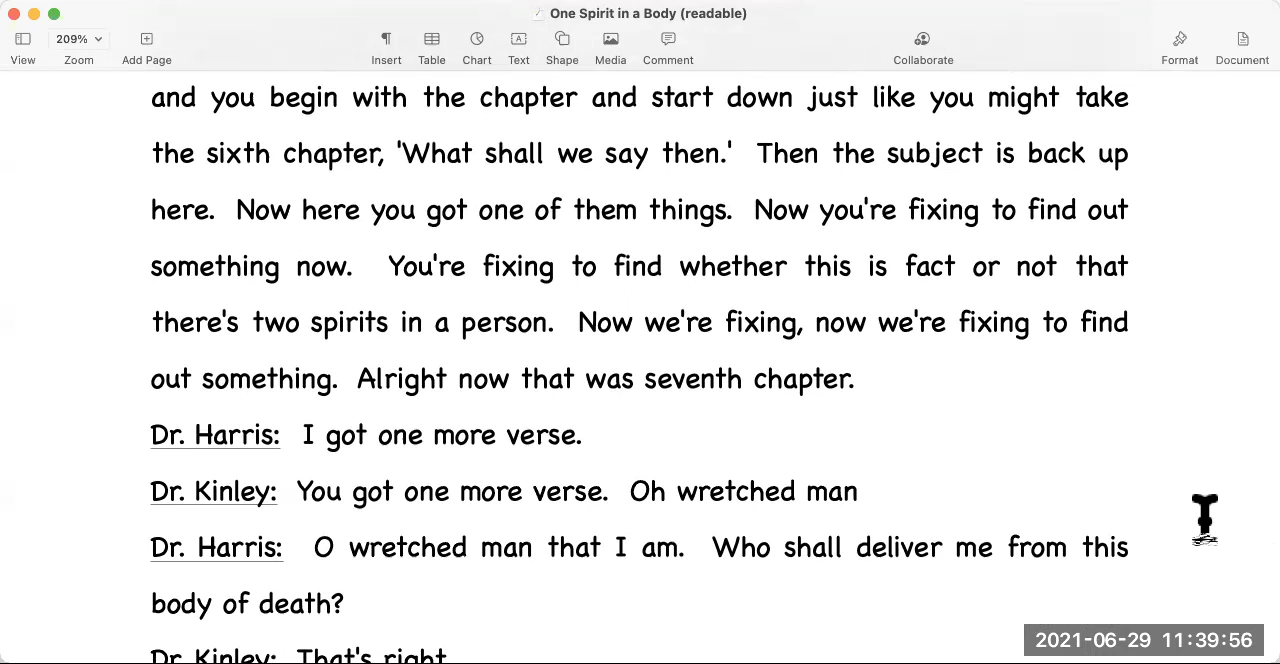 One Spirit in a Body (readable)
209%
View Zoom Add Page Insert Table Chart Text Shape Media Comment Collaborate Format Document
and you begin with the chapter and start down just like you might take
the sixth chapter, 'What shall we say then.' Then the subject is back up
here. Now here you got one of them things. Now you're fixing to find out
something now. You're fixing to find whether this is fact or not that
there's two spirits in a person. Now we're fixing, now we're fixing to find
out something. Alright now that was seventh chapter.
Dr. Harris: I got one more verse.
Dr. Kinley: You got one more verse. Oh wretched man
Dr. Harris: O wretched man that I am. Who shall deliver me from this
body of death?
Dr. Kinley: That's right
2021-06-29 11:39:56